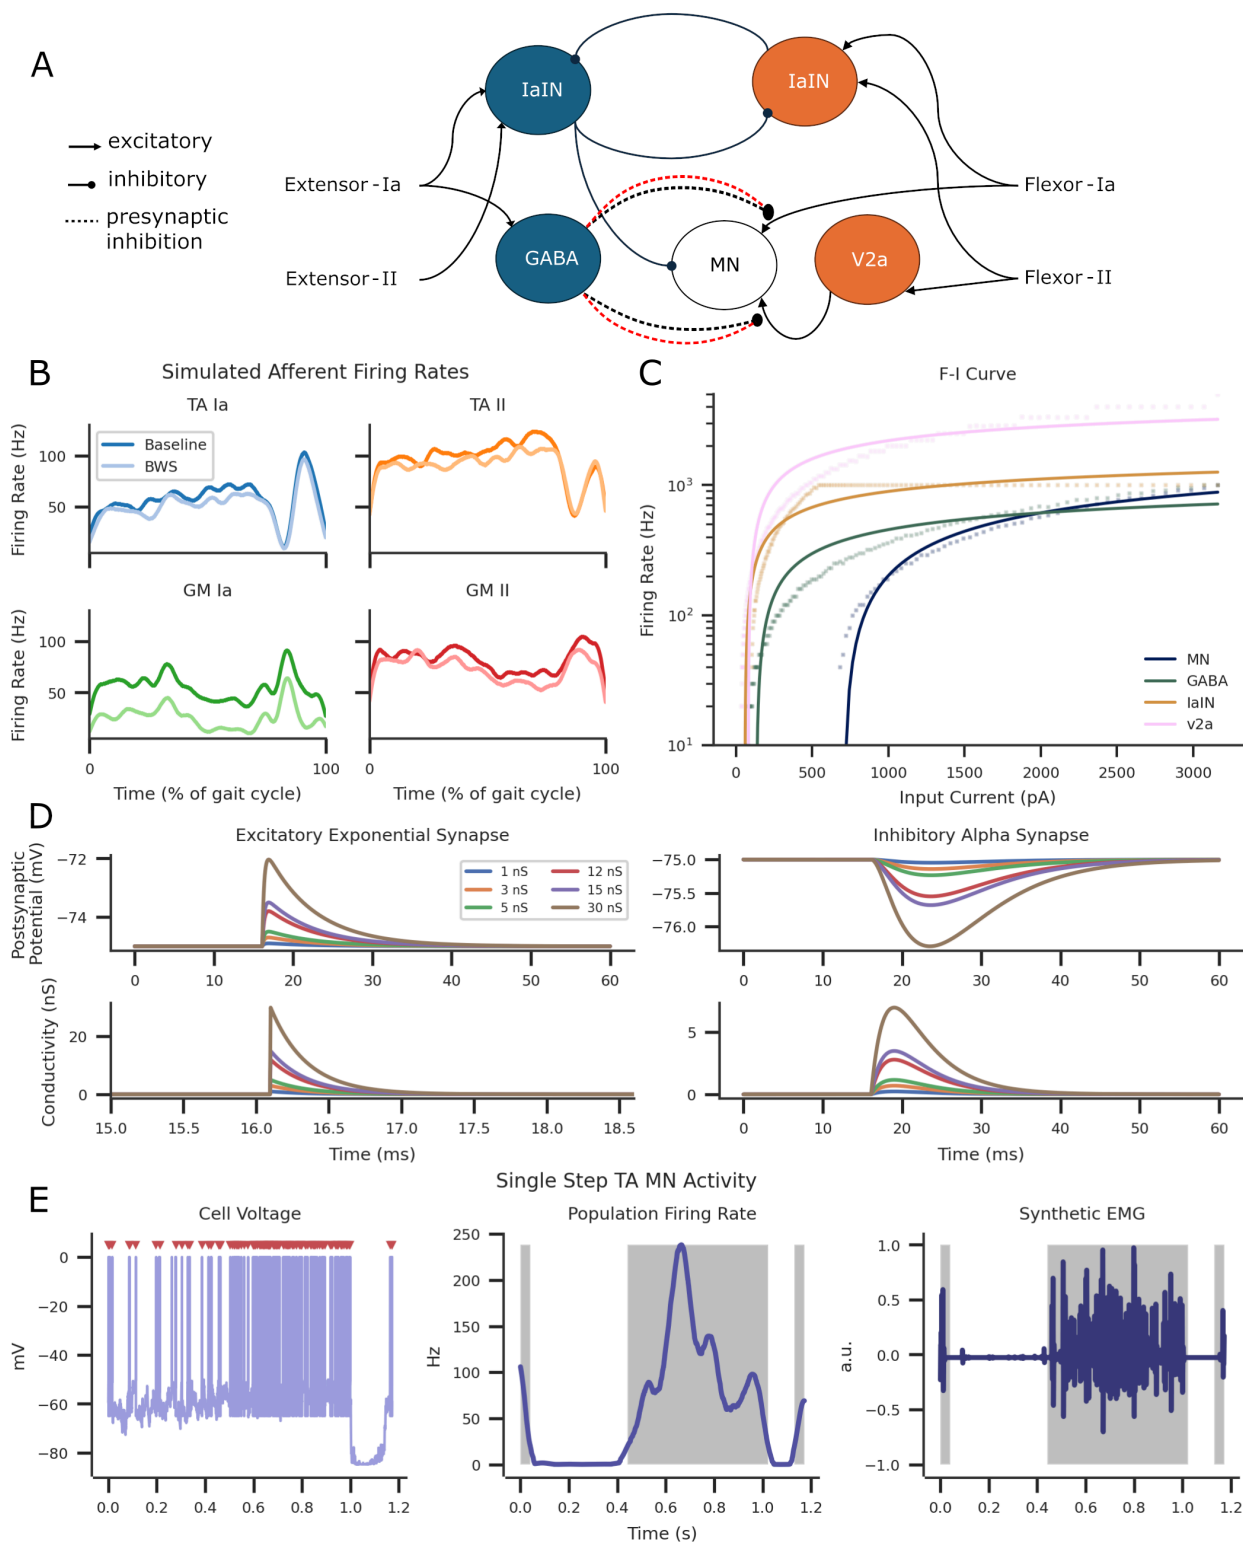 A
IaIN
IaIN
excitatory
inhibitory
presynaptic
inhibition
Extensor-Ia
Flexor-Ia
GABA
MN
V2a
Extensor-II
Flexor-II
B
Simulated Afferent Firing Rates
TA Ia
TA II
Firing Rate (Hz)
100
50
Baseline
BWS
GM Ia
GM II
Firing Rate (Hz)
100
50
0
100
0
100
Time (% of gait cycle)
Time (% of gait cycle)
C
F-I Curve
Firing Rate (Hz)
10³
10²
10¹
MN
GABA
IaIN
v2a
0
500
1000
1500
2000
2500
3000
Input Current (pA)
D
Excitatory Exponential Synapse
Inhibitory Alpha Synapse
Postsynaptic
Potential (mV)
−72
−74
1 nS
3 nS
5 nS
12 nS
15 nS
30 nS
0
10
20
30
40
50
60
−75.0
−75.5
−76.0
0
10
20
30
40
50
60
Conductivity (nS)
20
0
15.0
15.5
16.0
16.5
17.0
17.5
18.0
18.5
Time (ms)
5
0
0
10
20
30
40
50
60
Time (ms)
E
Single Step TA MN Activity
Cell Voltage
Population Firing Rate
Synthetic EMG
mV
0
−20
−40
−60
−80
0.0
0.2
0.4
0.6
0.8
1.0
1.2
Hz
250
200
150
100
50
0
0.0
0.2
0.4
0.6
0.8
1.0
1.2
Time (s)
a.u.
1.0
0.5
0.0
−0.5
−1.0
0.0
0.2
0.4
0.6
0.8
1.0
1.2